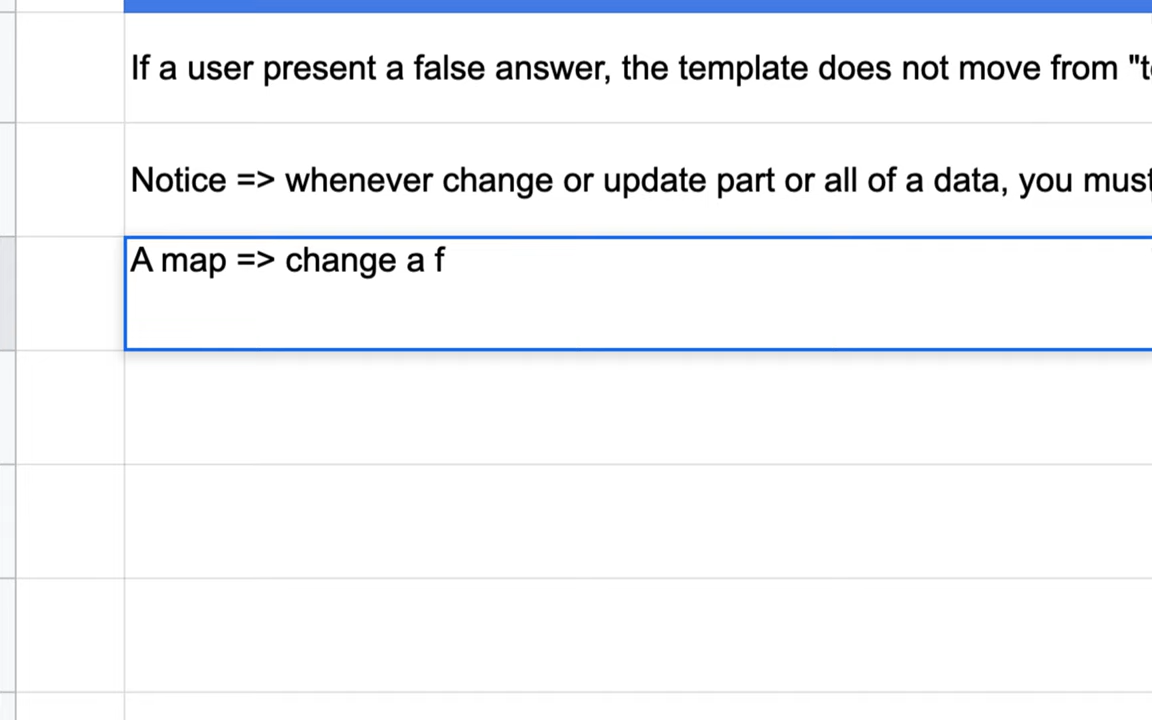 If a user present a false answer, the template does not move from
Notice => whenever change or update part or all of a data, you must
A map => change a f